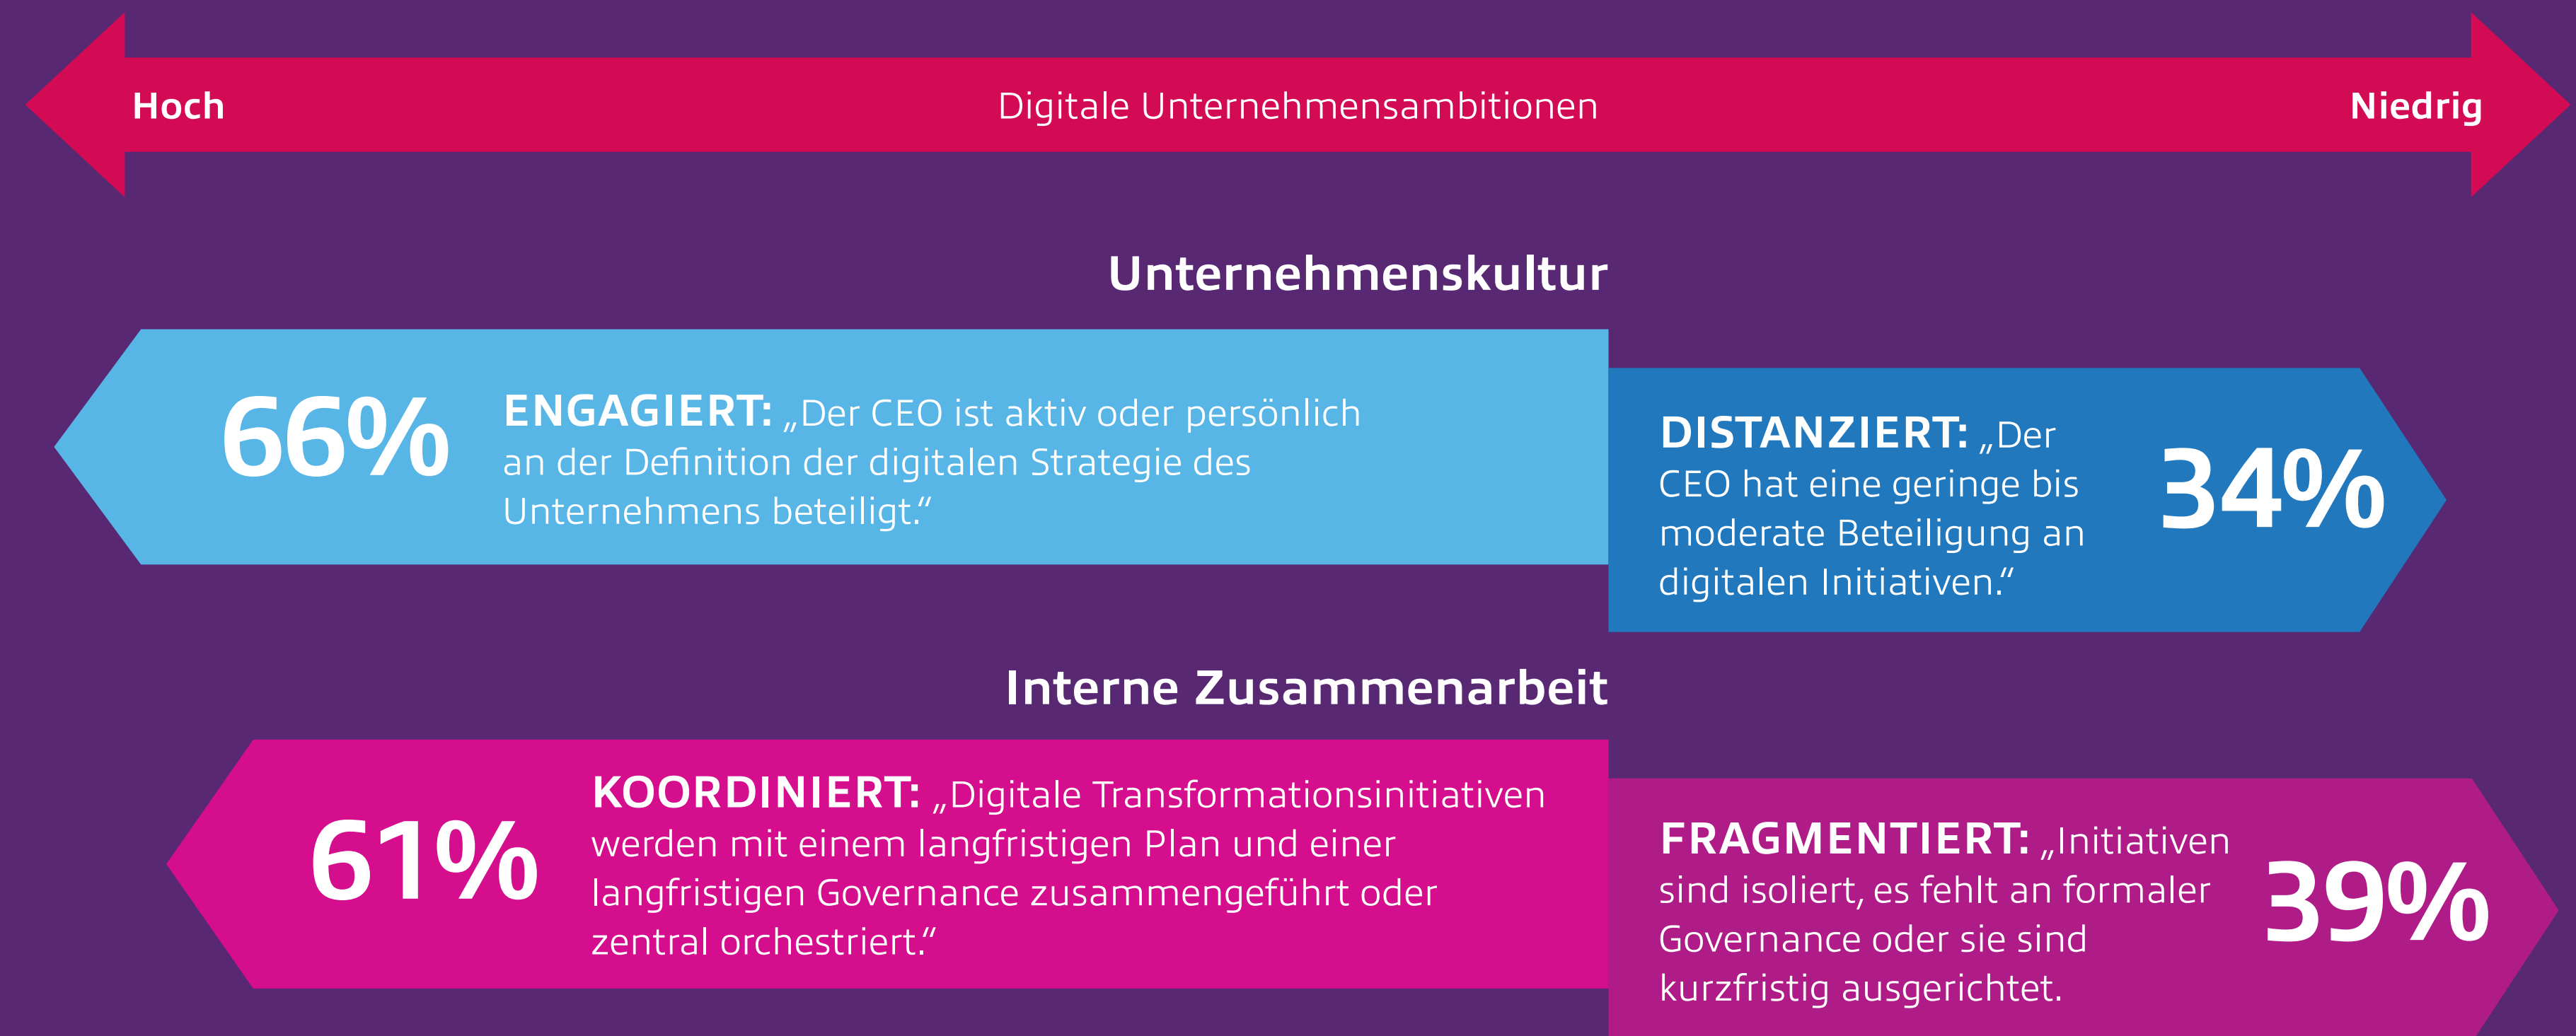 Hoch
Digitale Unternehmensambitionen
Niedrig
Unternehmenskultur
66%
ENGAGIERT: „Der CEO ist aktiv oder persönlich
an der Definition der digitalen Strategie des
Unternehmens beteiligt.“
DISTANZIERT: „Der
CEO hat eine geringe bis
moderate Beteiligung an
digitalen Initiativen.“
34%
Interne Zusammenarbeit
61%
KOORDINIERT: „Digitale Transformationsinitiativen
werden mit einem langfristigen Plan und einer
langfristigen Governance zusammengeführt oder
zentral orchestriert.“
FRAGMENTIERT: „Initiativen
sind isoliert, es fehlt an formaler
Governance oder sie sind
kurzfristig ausgerichtet.
39%